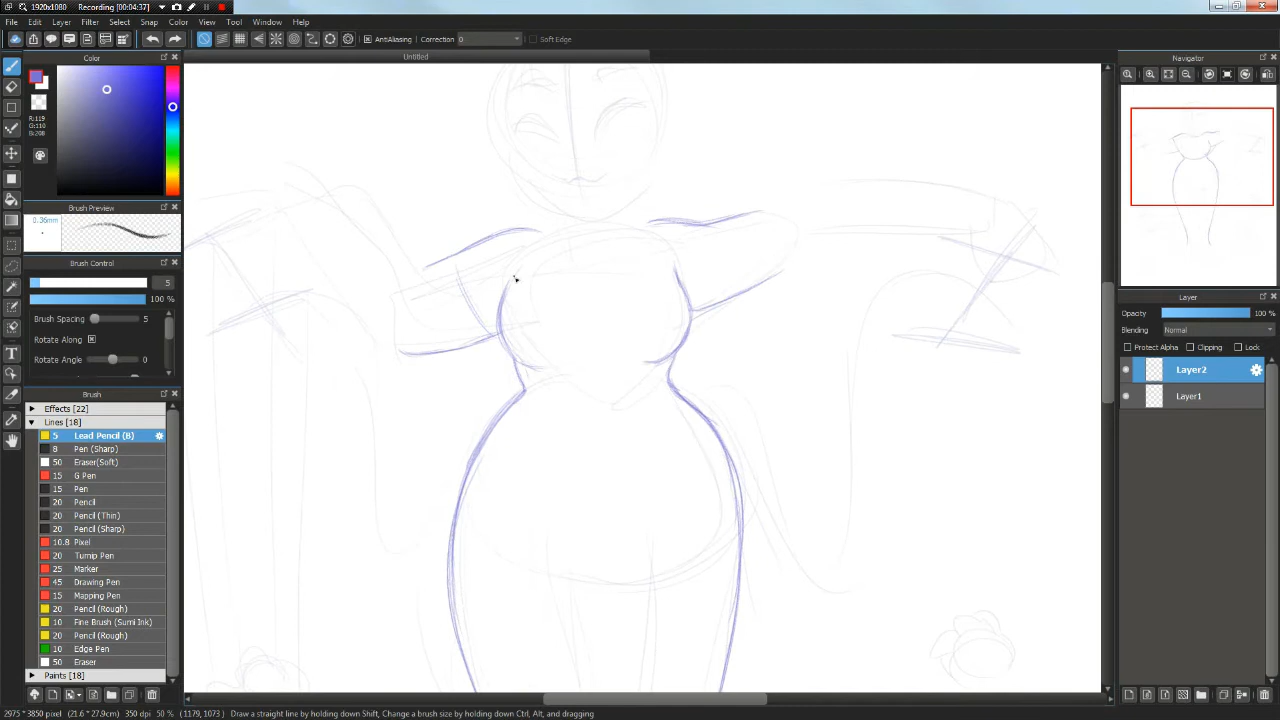 1920x1080 Recording [00:04:37]
File Edit Layer Filter Select Snap Color View Tool Window Help
AntiAliasing Correction 0 Soft Edge
Color Untitled Navigator
R:119
G:110
B:208
Brush Preview
0.36mm
Brush Control
5
100 %
Brush Spacing 5
Rotate Along
Rotate Angle 0
Brush
Effects [22]
Lines [18]
5 Lead Pencil (B)
8 Pen (Sharp)
50 Eraser(Soft)
15 G Pen
15 Pen
20 Pencil
20 Pencil (Thin)
20 Pencil (Sharp)
10.8 Pixel
20 Turnip Pen
25 Marker
45 Drawing Pen
15 Mapping Pen
20 Pencil (Rough)
10 Fine Brush (Sumi Ink)
20 Pencil (Rough)
10 Edge Pen
50 Eraser
Paints [18]
Layer
Opacity 100 %
Blending Normal
Protect Alpha Clipping Lock
Layer2
Layer1
2975 * 3850 pixel (21.6 * 27.9cm) 350 dpi 50 % (1179, 1073) Draw a straight line by holding down Shift, Change a brush size by holding down Ctrl, Alt, and dragging